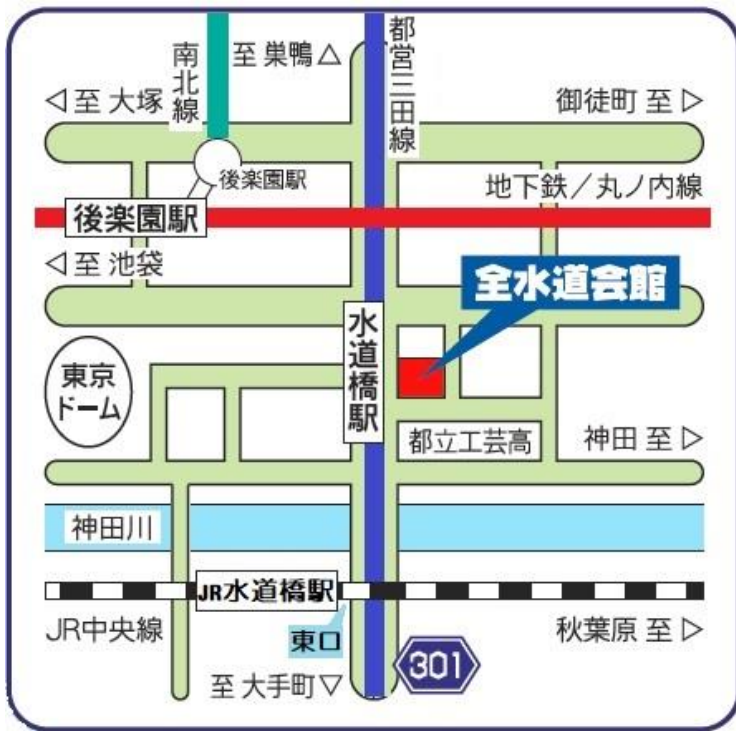 至 巣鴨△
南北線
都営三田線
◁至 大塚
御徒町 至▷
後楽園駅
地下鉄／丸ノ内線
後楽園駅
◁至 池袋
全水道会館
水道橋駅
東京
ドーム
都立工芸高
神田 至▷
神田川
JR水道橋駅
JR中央線
東口
秋葉原 至▷
301
至 大手町▽